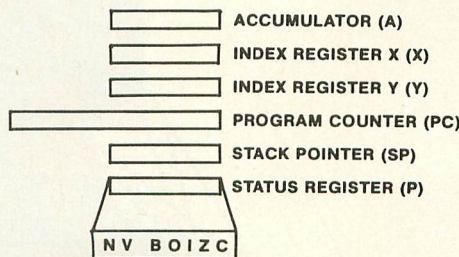 ACCUMULATOR (A)
INDEX REGISTER X (X)
INDEX REGISTER Y (Y)
PROGRAM COUNTER (PC)
STACK POINTER (SP)
STATUS REGISTER (P)
N V B O I Z C